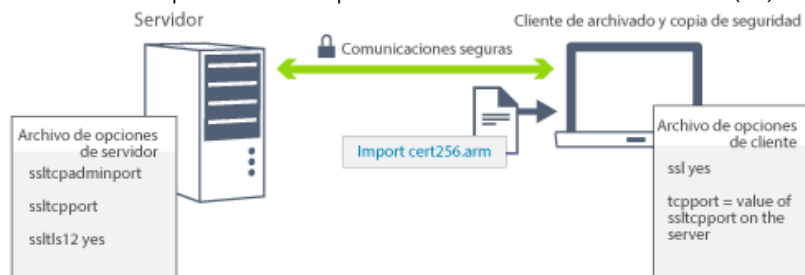 Servidor
Cliente de archivado y copia de seguridad
Comunicaciones seguras
Import cert256.arm
Archivo de opciones
de servidor
ssltcpadminport
ssltcpport
ssltls12 yes
Archivo de opciones
de cliente
ssl yes
tcpport = value of
ssltcpport on the
server